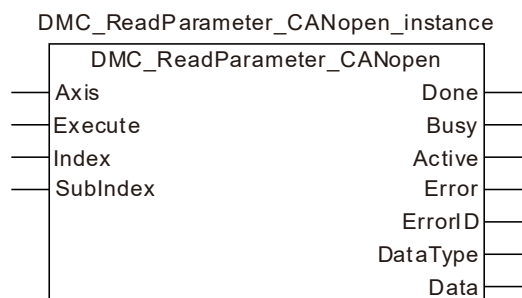 DMC_ReadParameter_CANopen_instance
DMC_ReadParameter_CANopen
Axis Done
Execute Busy
Index Active
SubIndex Error
ErrorID
DataType
Data